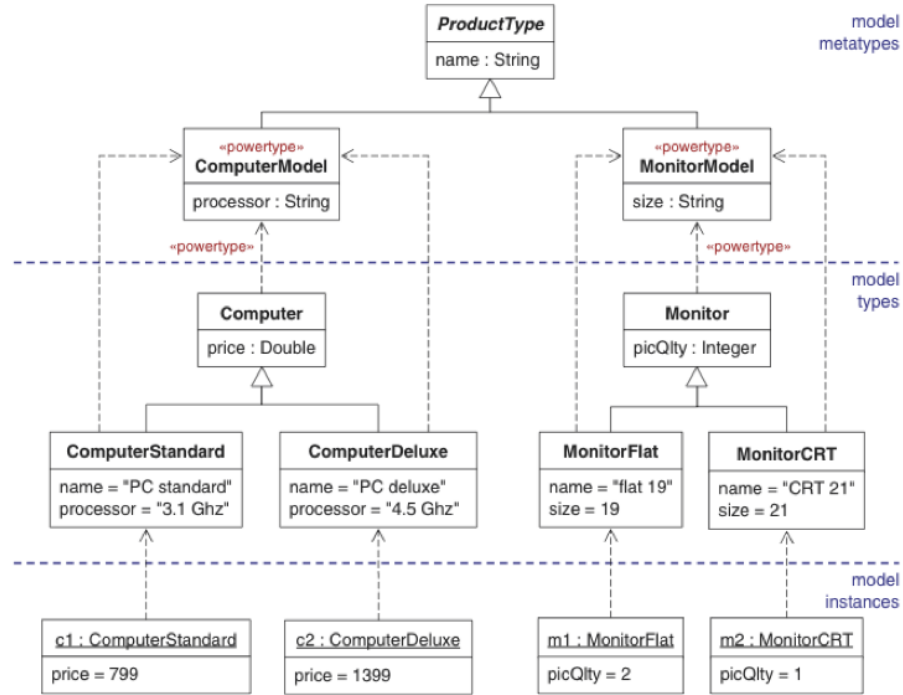 ProductType
name : String
model
metatypes
«powertype»
ComputerModel
processor : String
«powertype»
MonitorModel
size : String
«powertype»
«powertype»
model
types
Computer
price : Double
Monitor
picQlty : Integer
ComputerStandard
name = "PC standard"
processor = "3.1 Ghz"
ComputerDeluxe
name = "PC deluxe"
processor = "4.5 Ghz"
MonitorFlat
name = "flat 19"
size = 19
MonitorCRT
name = "CRT 21"
size = 21
model
instances
c1 : ComputerStandard
price = 799
c2 : ComputerDeluxe
price = 1399
m1 : MonitorFlat
picQlty = 2
m2 : MonitorCRT
picQlty = 1